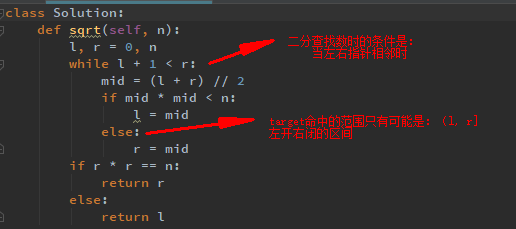 class Solution:
def sqrt(self, n):
l, r = 0, n
while l + 1 < r:
二分查找数时的条件是:
当左右指针相邻时
mid = (l + r) // 2
if mid * mid < n:
l = mid
else:
target命中的范围只有可能是: (l, r]
左开右闭的区间
r = mid
if r * r == n:
return r
else:
return l